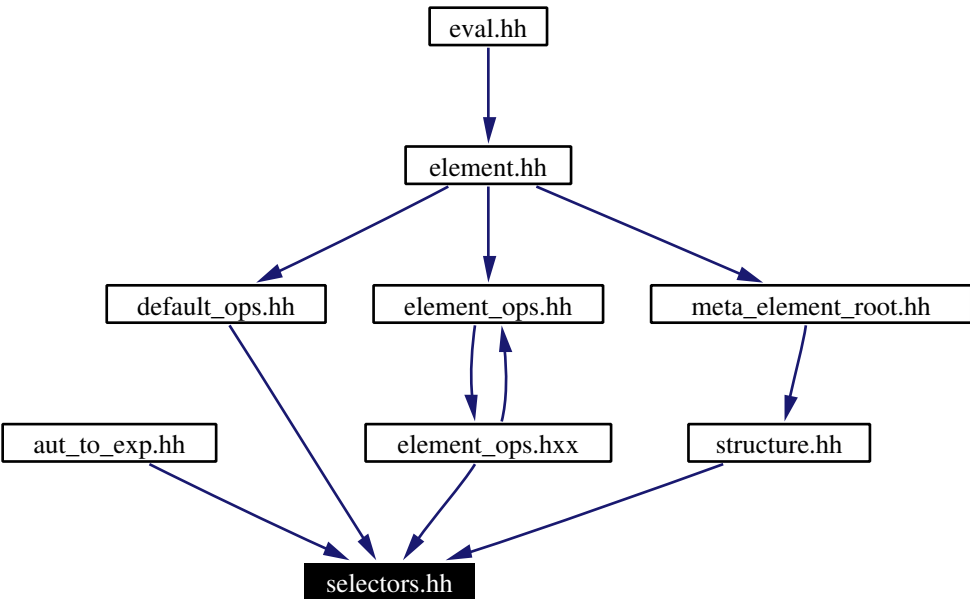 eval.hh
element.hh
default_ops.hh
element_ops.hh
meta_element_root.hh
aut_to_exp.hh
element_ops.hxx
structure.hh
selectors.hh